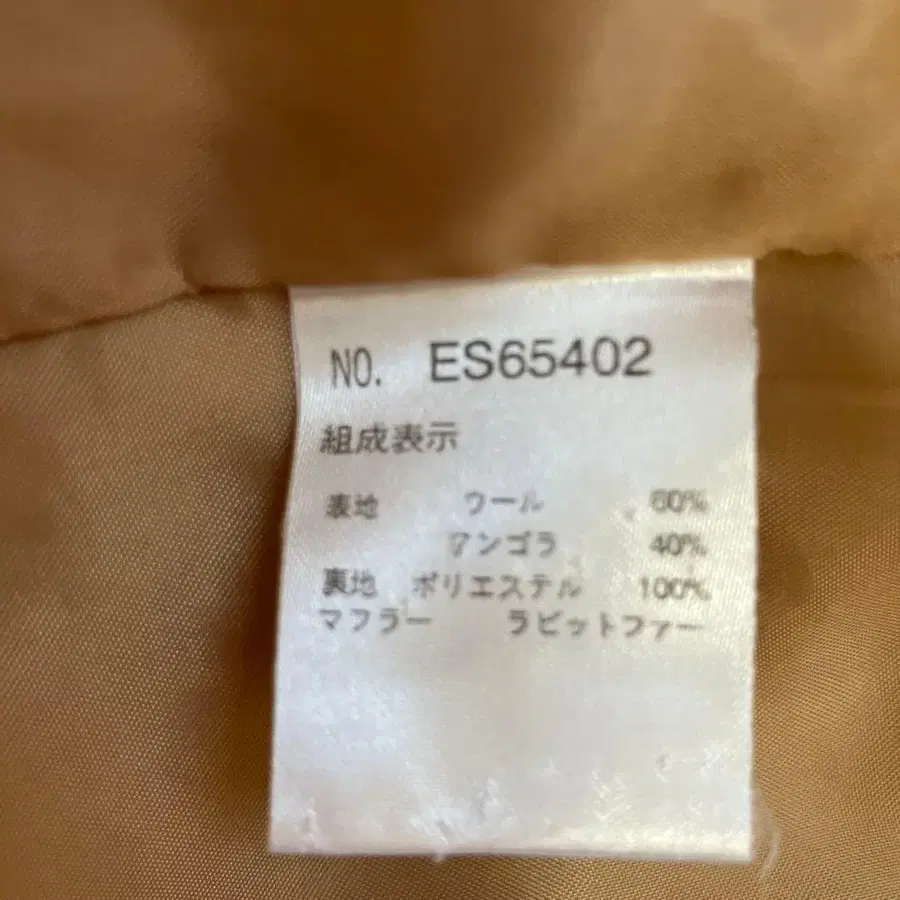 NO. ES65402
組成表示
表地 ウール 60%
アンゴラ 40%
裏地 ポリエステル 100%
マフラー ラビットファー